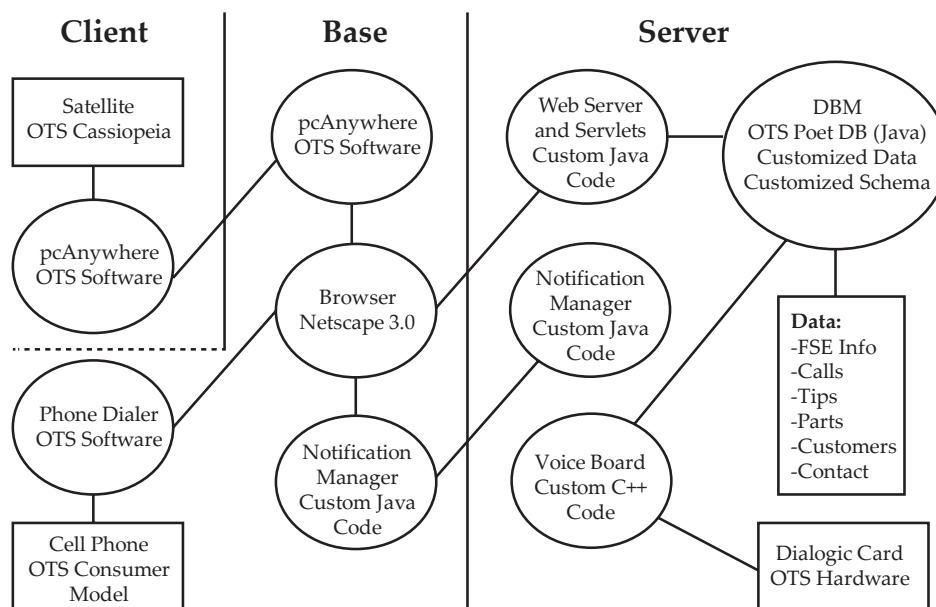 Client
Base
Server
Satellite
OTS Cassiopeia
pcAnywhere
OTS Software
Phone Dialer
OTS Software
Cell Phone
OTS Consumer
Model
pcAnywhere
OTS Software
Browser
Netscape 3.0
Notification
Manager
Custom Java
Code
Web Server
and Servlets
Custom Java
Code
Notification
Manager
Custom Java
Code
Voice Board
Custom C++
Code
DBM
OTS Poet DB (Java)
Customized Data
Customized Schema
Data:
-FSE Info
-Calls
-Tips
-Parts
-Customers
-Contact
Dialogic Card
OTS Hardware